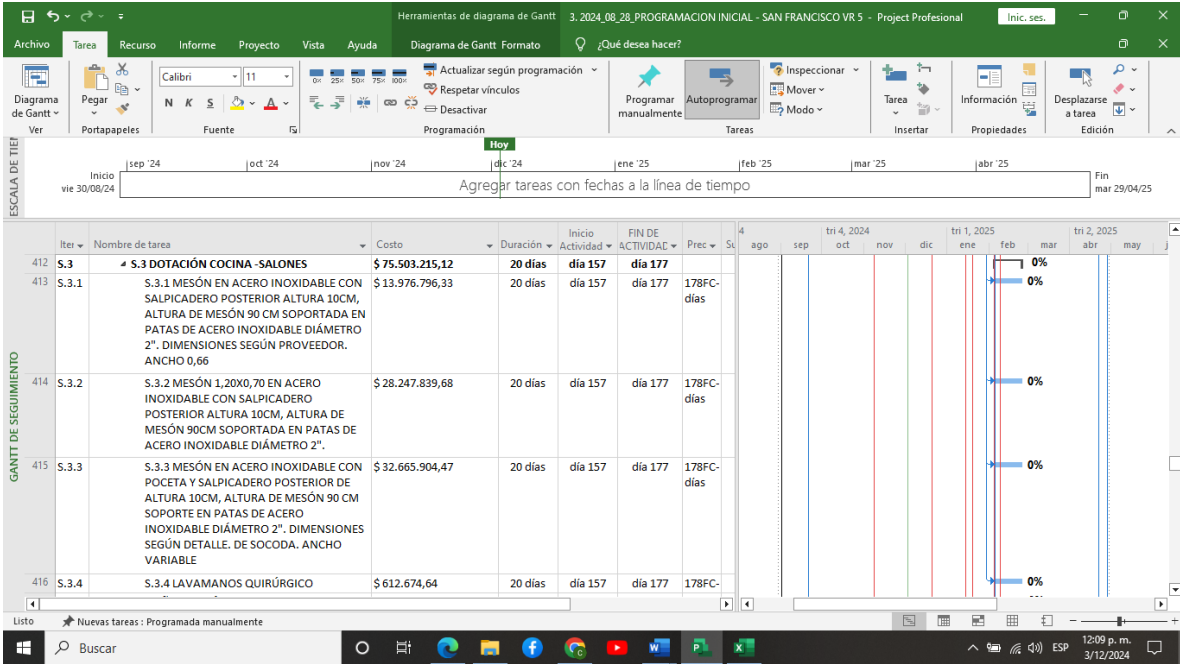 Herramientas de diagrama de Gantt 3. 2024_08_28_PROGRAMACION INICIAL - SAN FRANCISCO VR 5 - Project Profesional Inic. ses.
Archivo Tarea Recurso Informe Proyecto Vista Ayuda Diagrama de Gantt Formato ¿Qué desea hacer?
Diagrama de Gantt
Ver
Pegar
Portapapeles
Calibri 11
N K S A
Fuente
0× 25× 50× 75× 100×
Actualizar según programación
Respetar vínculos
Desactivar
Programación
Programar manualmente
Autoprogramar
Inspeccionar
Mover
Modo
Tareas
Tarea
Insertar
Información
Propiedades
Desplazarse a tarea
Edición
ESCALA DE TIEM
Hoy
sep '24 oct '24 nov '24 dic '24 ene '25 feb '25 mar '25 abr '25
Inicio
vie 30/08/24
Agregar tareas con fechas a la línea de tiempo
Fin
mar 29/04/25
GANTT DE SEGUIMIENTO
Iter Nombre de tarea Costo Duración Inicio Actividad FIN DE ACTIVIDAD Prec Su
4 tri 4, 2024 tri 1, 2025 tri 2, 2025
ago sep oct nov dic ene feb mar abr may j
412 S.3 S.3 DOTACIÓN COCINA -SALONES $ 75.503.215,12 20 días día 157 día 177 0%
413 S.3.1 S.3.1 MESÓN EN ACERO INOXIDABLE CON $ 13.976.796,33 20 días día 157 día 177 178FC- 0%
SALPICADERO POSTERIOR ALTURA 10CM, días
ALTURA DE MESÓN 90 CM SOPORTADA EN
PATAS DE ACERO INOXIDABLE DIÁMETRO
2". DIMENSIONES SEGÚN PROVEEDOR.
ANCHO 0,66
414 S.3.2 S.3.2 MESÓN 1,20X0,70 EN ACERO $ 28.247.839,68 20 días día 157 día 177 178FC- 0%
INOXIDABLE CON SALPICADERO días
POSTERIOR ALTURA 10CM, ALTURA DE
MESÓN 90CM SOPORTADA EN PATAS DE
ACERO INOXIDABLE DIÁMETRO 2".
415 S.3.3 S.3.3 MESÓN EN ACERO INOXIDABLE CON $ 32.665.904,47 20 días día 157 día 177 178FC- 0%
POCETA Y SALPICADERO POSTERIOR DE días
ALTURA 10CM, ALTURA DE MESÓN 90 CM
SOPORTE EN PATAS DE ACERO
INOXIDABLE DIÁMETRO 2". DIMENSIONES
SEGÚN DETALLE. DE SOCODA. ANCHO
VARIABLE
416 S.3.4 S.3.4 LAVAMANOS QUIRÚRGICO $ 612.674,64 20 días día 157 día 177 178FC- 0%
Listo Nuevas tareas : Programada manualmente
Buscar
ESP
12:09 p. m.
3/12/2024